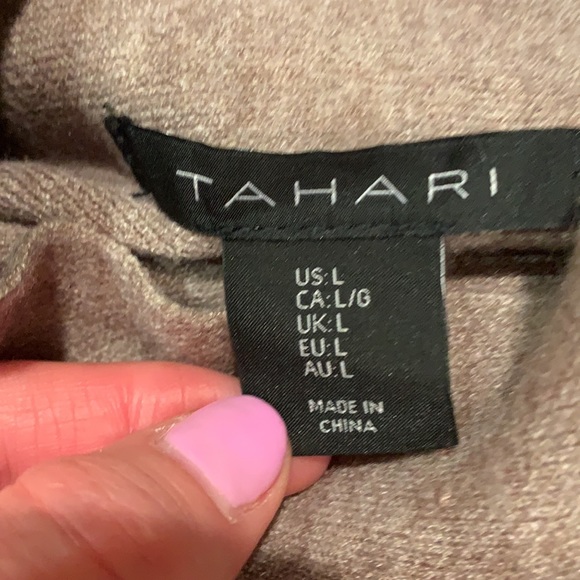 TAHARI
US:L
CA:L/G
UK:L
EU:L
AU:L
MADE IN
CHINA